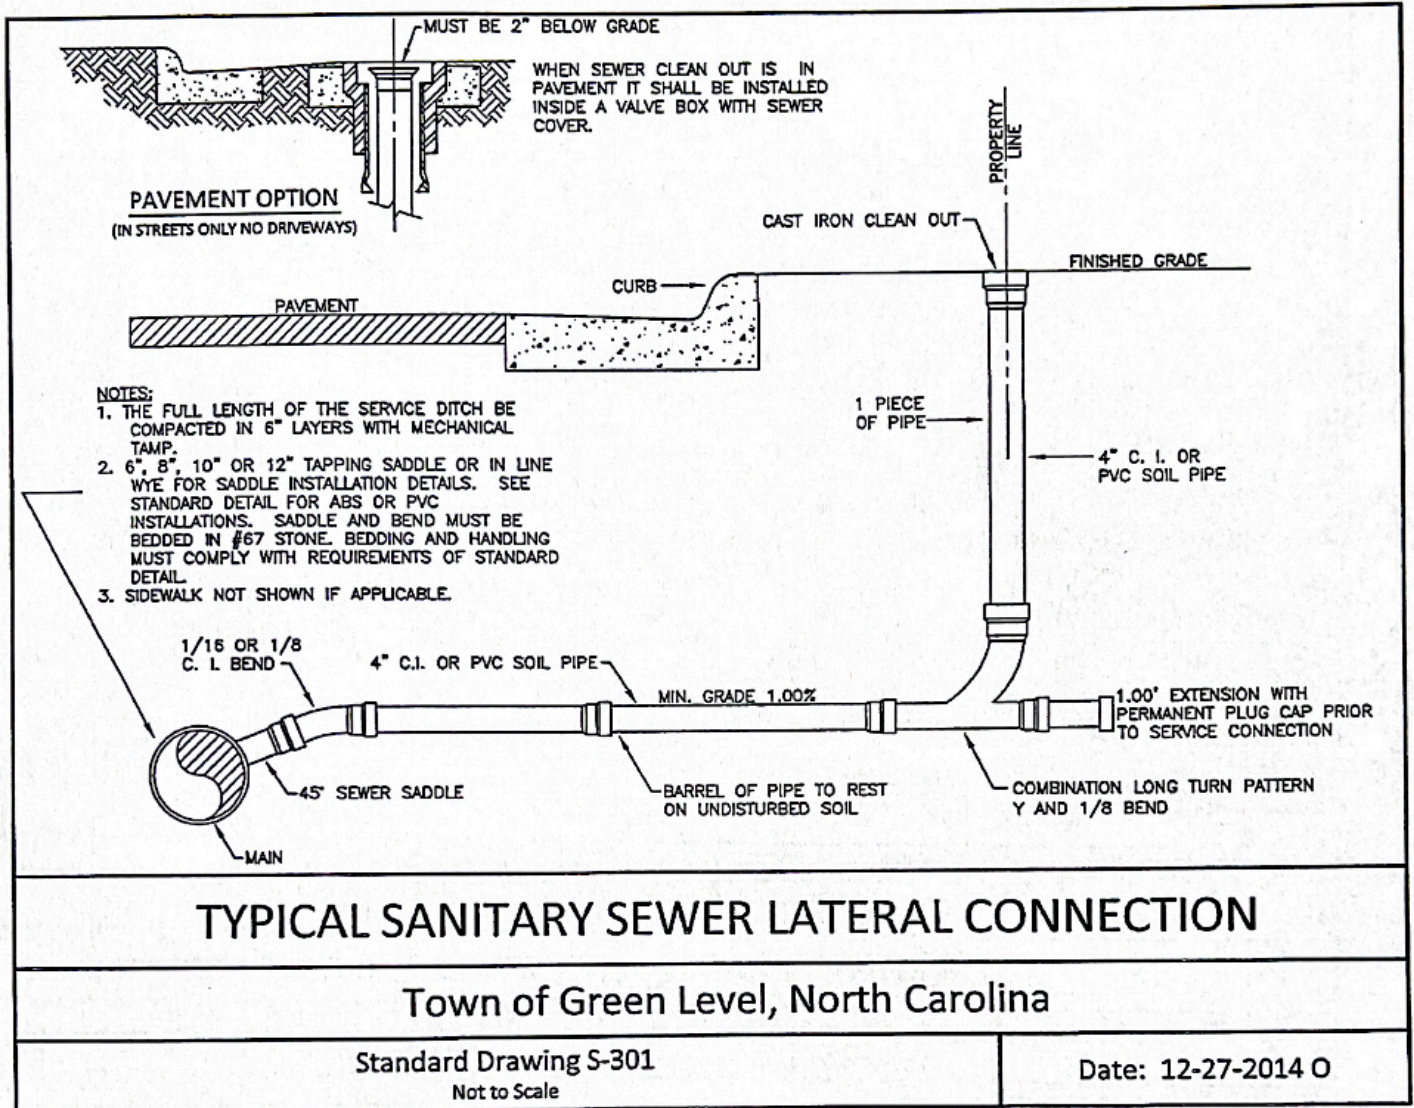 MUST BE 2" BELOW GRADE
WHEN SEWER CLEAN OUT IS IN
PAVEMENT IT SHALL BE INSTALLED
INSIDE A VALVE BOX WITH SEWER
COVER.
PAVEMENT OPTION
(IN STREETS ONLY NO DRIVEWAYS)
PROPERTY
LINE
CAST IRON CLEAN OUT
FINISHED GRADE
CURB
PAVEMENT
NOTES:
1. THE FULL LENGTH OF THE SERVICE DITCH BE
COMPACTED IN 6" LAYERS WITH MECHANICAL
TAMP.
2. 6", 8", 10" OR 12" TAPPING SADDLE OR IN LINE
WYE FOR SADDLE INSTALLATION DETAILS. SEE
STANDARD DETAIL FOR ABS OR PVC
INSTALLATIONS. SADDLE AND BEND MUST BE
BEDDED IN #67 STONE. BEDDING AND HANDLING
MUST COMPLY WITH REQUIREMENTS OF STANDARD
DETAIL.
3. SIDEWALK NOT SHOWN IF APPLICABLE.
1 PIECE
OF PIPE
4" C. I. OR
PVC SOIL PIPE
1/16 OR 1/8
C. I. BEND
4" C.I. OR PVC SOIL PIPE
MIN. GRADE 1.00%
1.00' EXTENSION WITH
PERMANENT PLUG CAP PRIOR
TO SERVICE CONNECTION
45° SEWER SADDLE
BARREL OF PIPE TO REST
ON UNDISTURBED SOIL
COMBINATION LONG TURN PATTERN
Y AND 1/8 BEND
MAIN
TYPICAL SANITARY SEWER LATERAL CONNECTION
Town of Green Level, North Carolina
Standard Drawing S-301
Not to Scale
Date: 12-27-2014 O